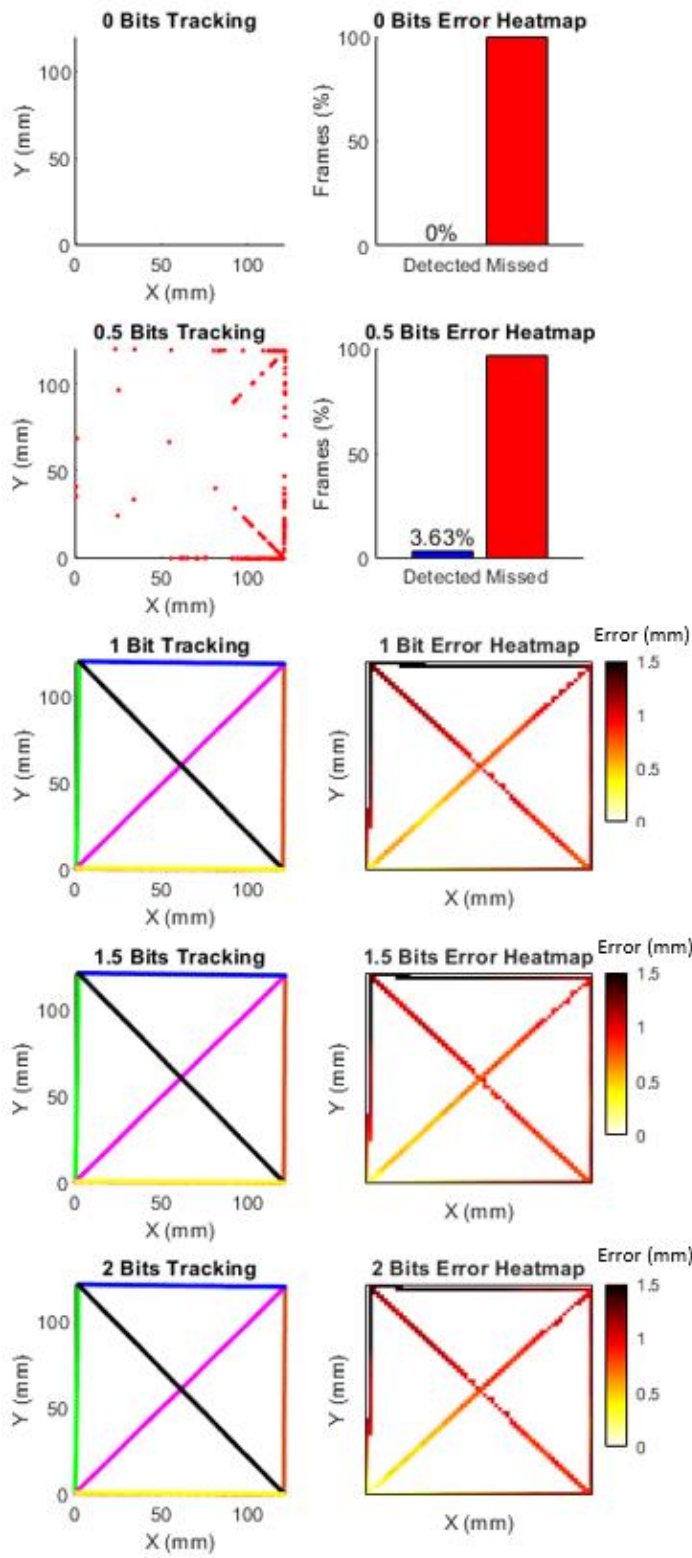 0 Bits Tracking
100
50
0
Y (mm)
0 50 100
X (mm)
0 Bits Error Heatmap
100
50
0
Frames (%)
0%
Detected Missed
0.5 Bits Tracking
100
50
0
Y (mm)
0 50 100
X (mm)
0.5 Bits Error Heatmap
100
50
0
Frames (%)
3.63%
Detected Missed
1 Bit Tracking
100
50
0
Y (mm)
0 50 100
X (mm)
1 Bit Error Heatmap
Y (mm)
X (mm)
Error (mm)
1.5
1
0.5
0
1.5 Bits Tracking
100
50
0
Y (mm)
0 50 100
X (mm)
1.5 Bits Error Heatmap
Y (mm)
X (mm)
Error (mm)
1.5
1
0.5
0
2 Bits Tracking
100
50
0
Y (mm)
0 50 100
X (mm)
2 Bits Error Heatmap
Y (mm)
X (mm)
Error (mm)
1.5
1
0.5
0